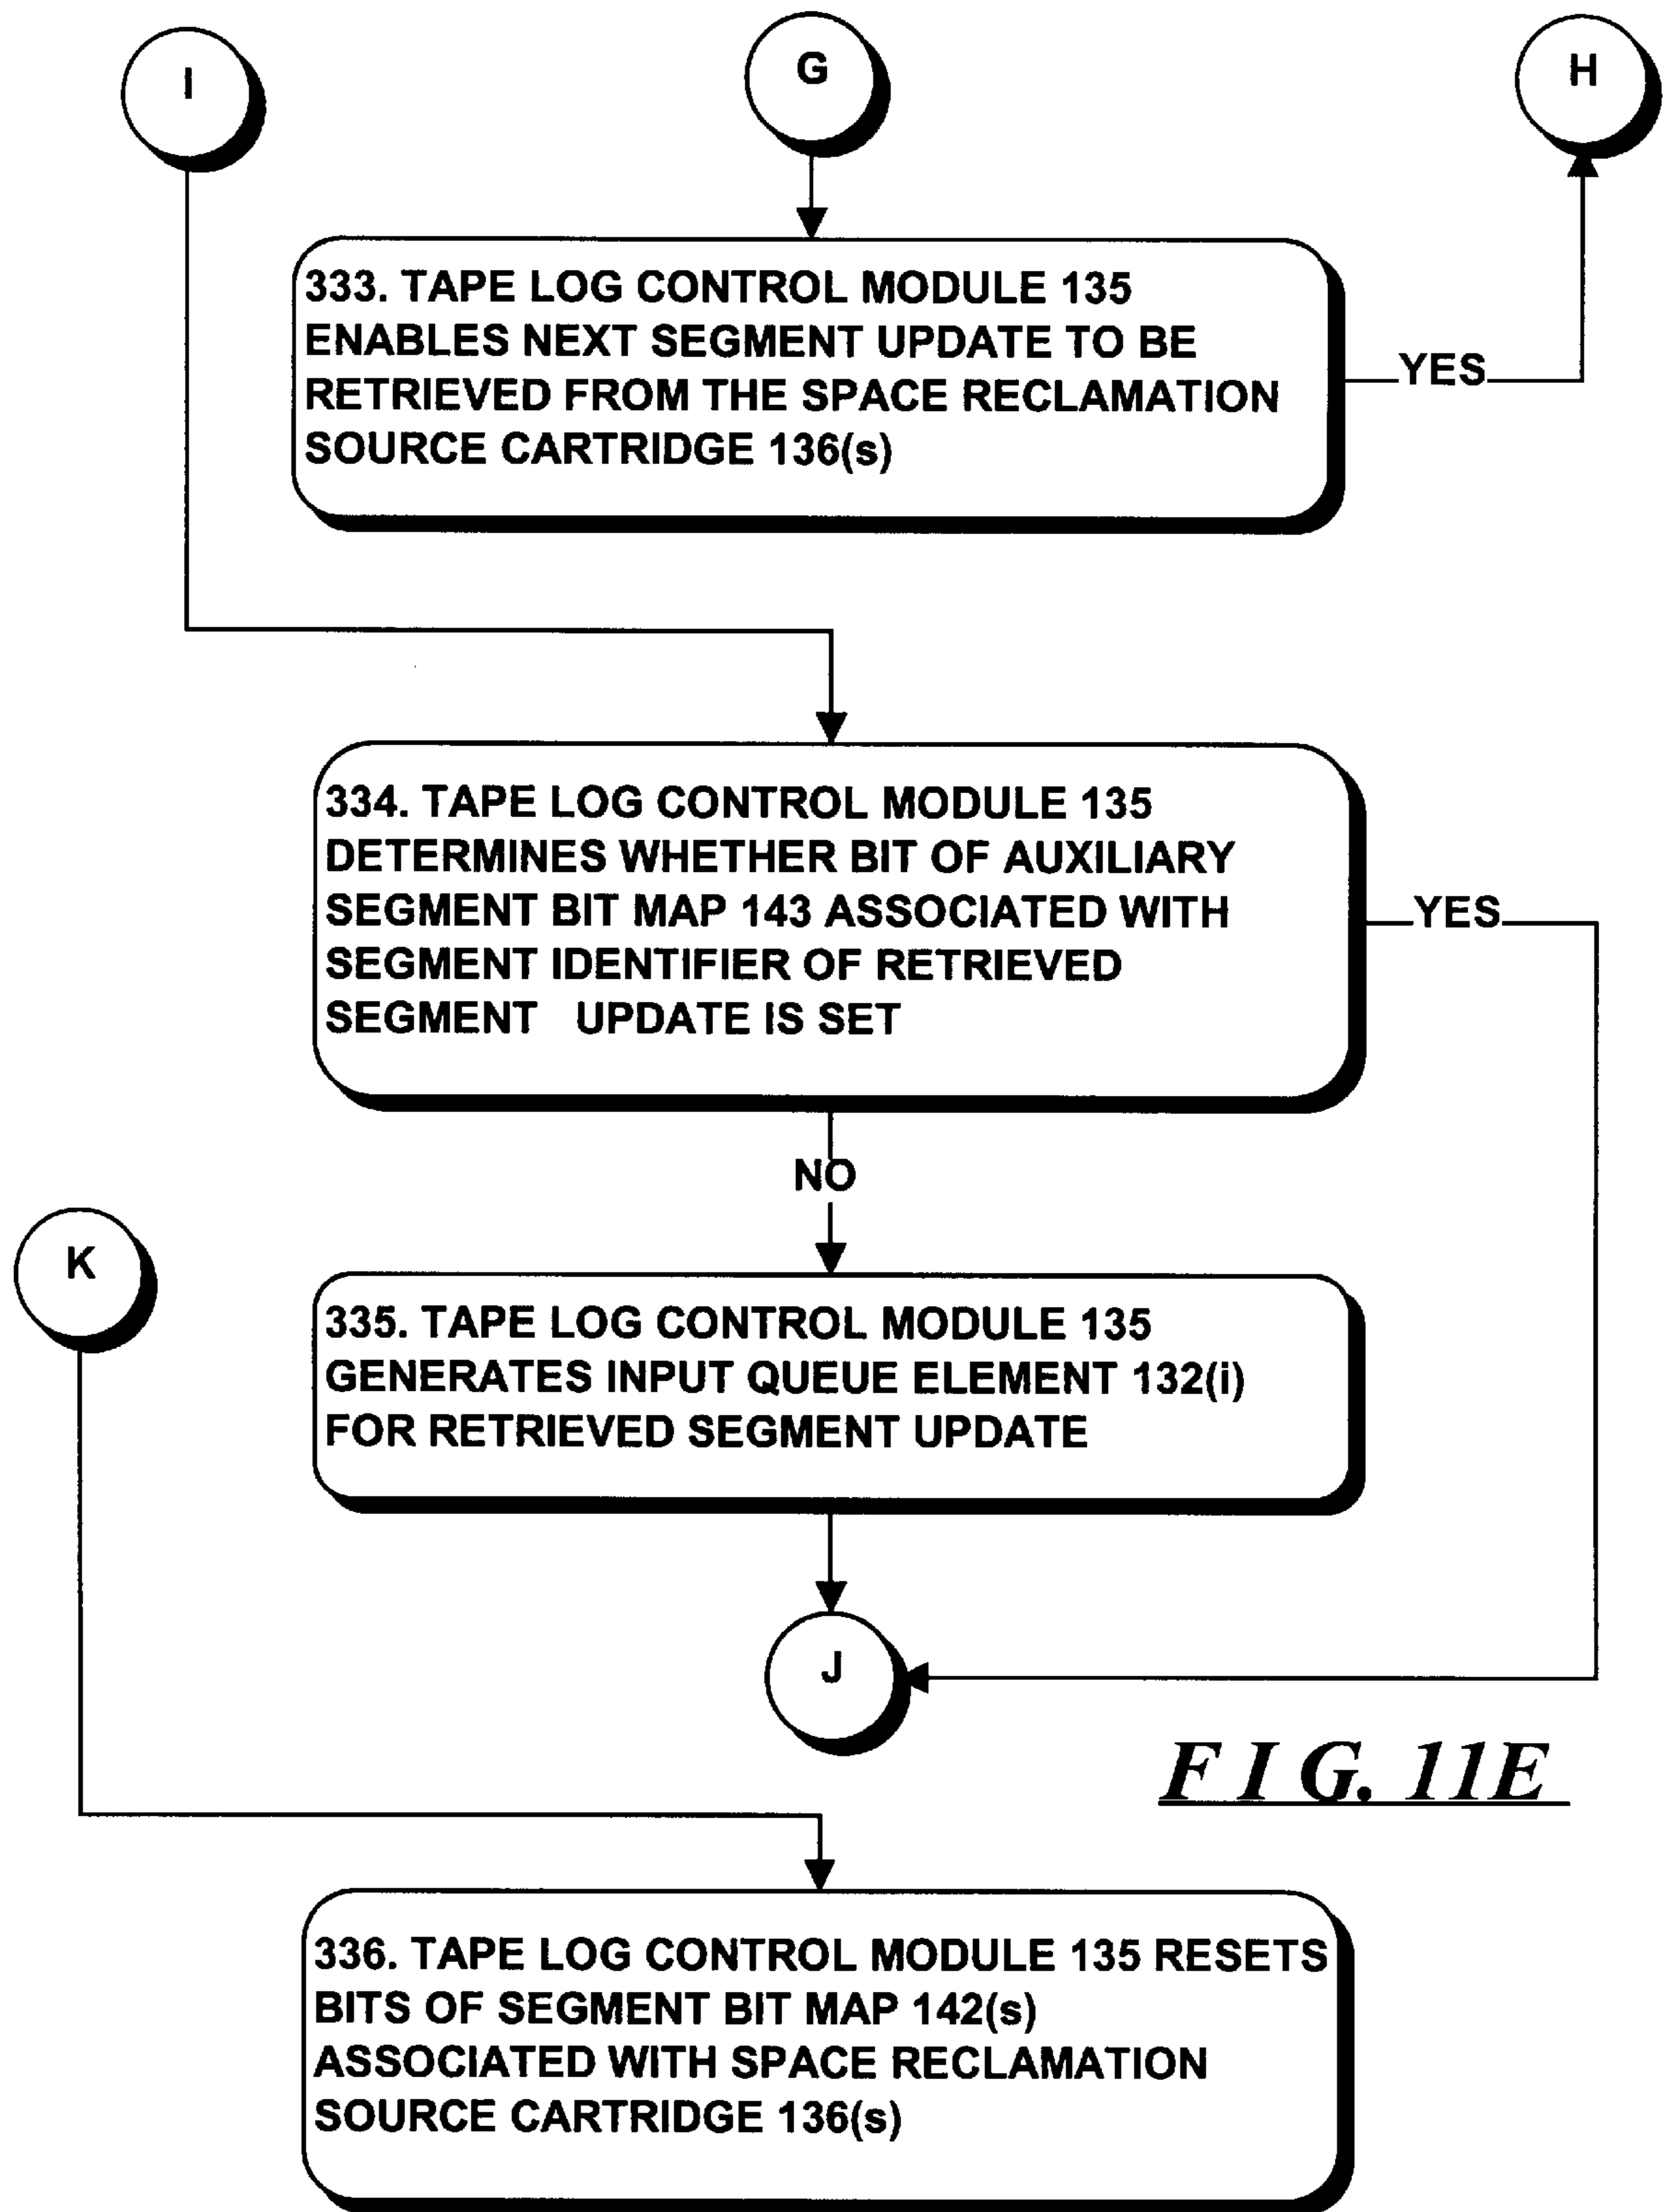 I
G
H
333. TAPE LOG CONTROL MODULE 135
ENABLES NEXT SEGMENT UPDATE TO BE
RETRIEVED FROM THE SPACE RECLAMATION
SOURCE CARTRIDGE 136(s)
YES
334. TAPE LOG CONTROL MODULE 135
DETERMINES WHETHER BIT OF AUXILIARY
SEGMENT BIT MAP 143 ASSOCIATED WITH
SEGMENT IDENTIFIER OF RETRIEVED
SEGMENT UPDATE IS SET
YES
NO
K
335. TAPE LOG CONTROL MODULE 135
GENERATES INPUT QUEUE ELEMENT 132(i)
FOR RETRIEVED SEGMENT UPDATE
J
FIG. 11E
336. TAPE LOG CONTROL MODULE 135 RESETS
BITS OF SEGMENT BIT MAP 142(s)
ASSOCIATED WITH SPACE RECLAMATION
SOURCE CARTRIDGE 136(s)